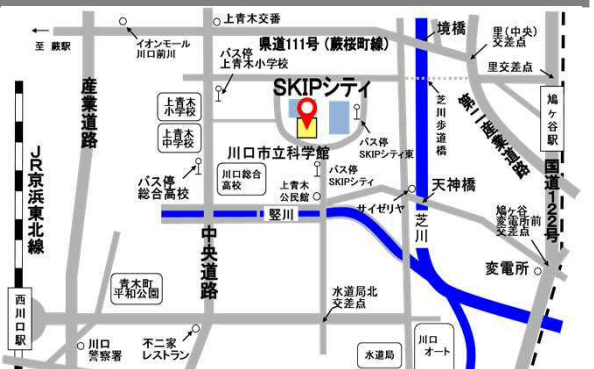 上青木交番
至 蕨駅
イオンモール
川口前川
県道111号 (蕨桜町線)
境橋
里(中央)
交差点
バス停
上青木小学校
里交差点
産業道路
SKIPシティ
上青木
小学校
上青木
中学校
芝川歩道橋
第二産業道路
鳩ヶ谷駅
国道122号
バス停
SKIPシティ東
川口市立科学館
JR京浜東北線
バス停
総合高校
川口総合
高校
バス停
SKIPシティ
上青木
公民館
天神橋
サイゼリヤ
竪川
芝川
鳩ヶ谷
変電所前
交差点
中央道路
変電所
青木町
平和公園
水道局北
交差点
西川口駅
川口
警察署
不二家
レストラン
水道局
川口
オート